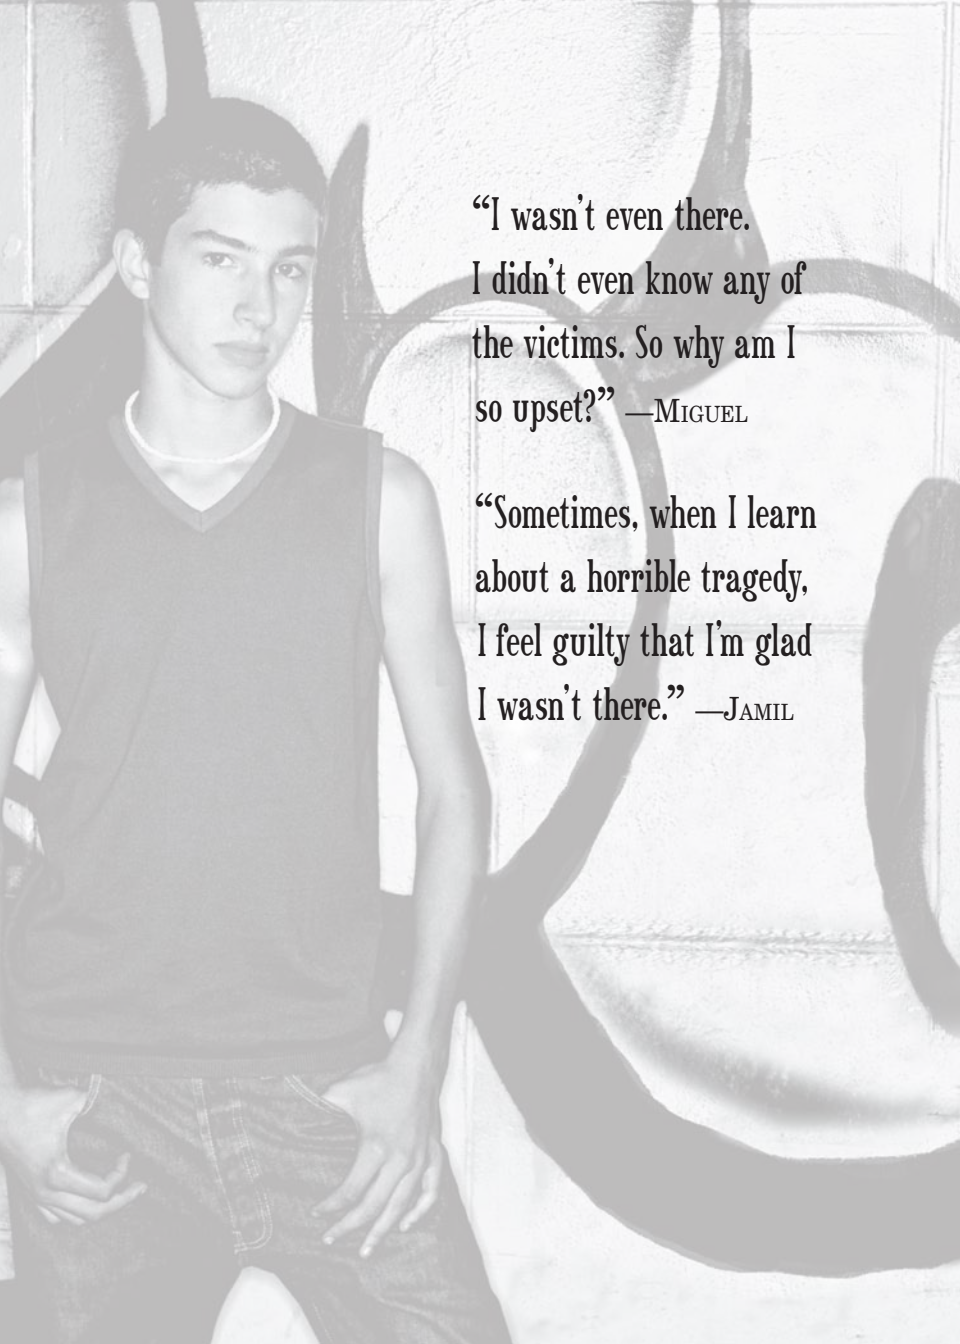 “I wasn’t even there.
I didn’t even know any of
the victims. So why am I
so upset?” —Miguel
“Sometimes, when I learn
about a horrible tragedy,
I feel guilty that I’m glad
I wasn’t there.” —Jamil